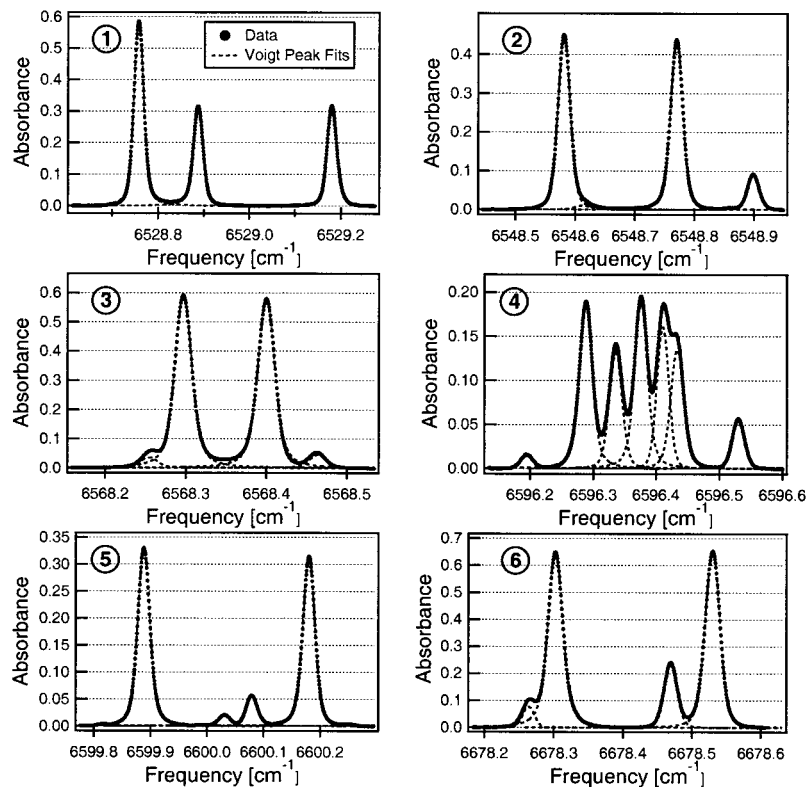 1
Data
Voigt Peak Fits
Absorbance
0.6
0.5
0.4
0.3
0.2
0.1
0.0
6528.8 6529.0 6529.2
Frequency [cm-1]
2
Absorbance
0.4
0.3
0.2
0.1
0.0
6548.5 6548.6 6548.7 6548.8 6548.9
Frequency [cm-1]
3
Absorbance
0.6
0.5
0.4
0.3
0.2
0.1
0.0
6568.2 6568.3 6568.4 6568.5
Frequency [cm-1]
4
Absorbance
0.20
0.15
0.10
0.05
0.00
6596.2 6596.3 6596.4 6596.5 6596.6
Frequency [cm-1]
5
Absorbance
0.35
0.30
0.25
0.20
0.15
0.10
0.05
0.00
6599.8 6599.9 6600.0 6600.1 6600.2
Frequency [cm-1]
6
Absorbance
0.7
0.6
0.5
0.4
0.3
0.2
0.1
0.0
6678.2 6678.3 6678.4 6678.5 6678.6
Frequency [cm-1]